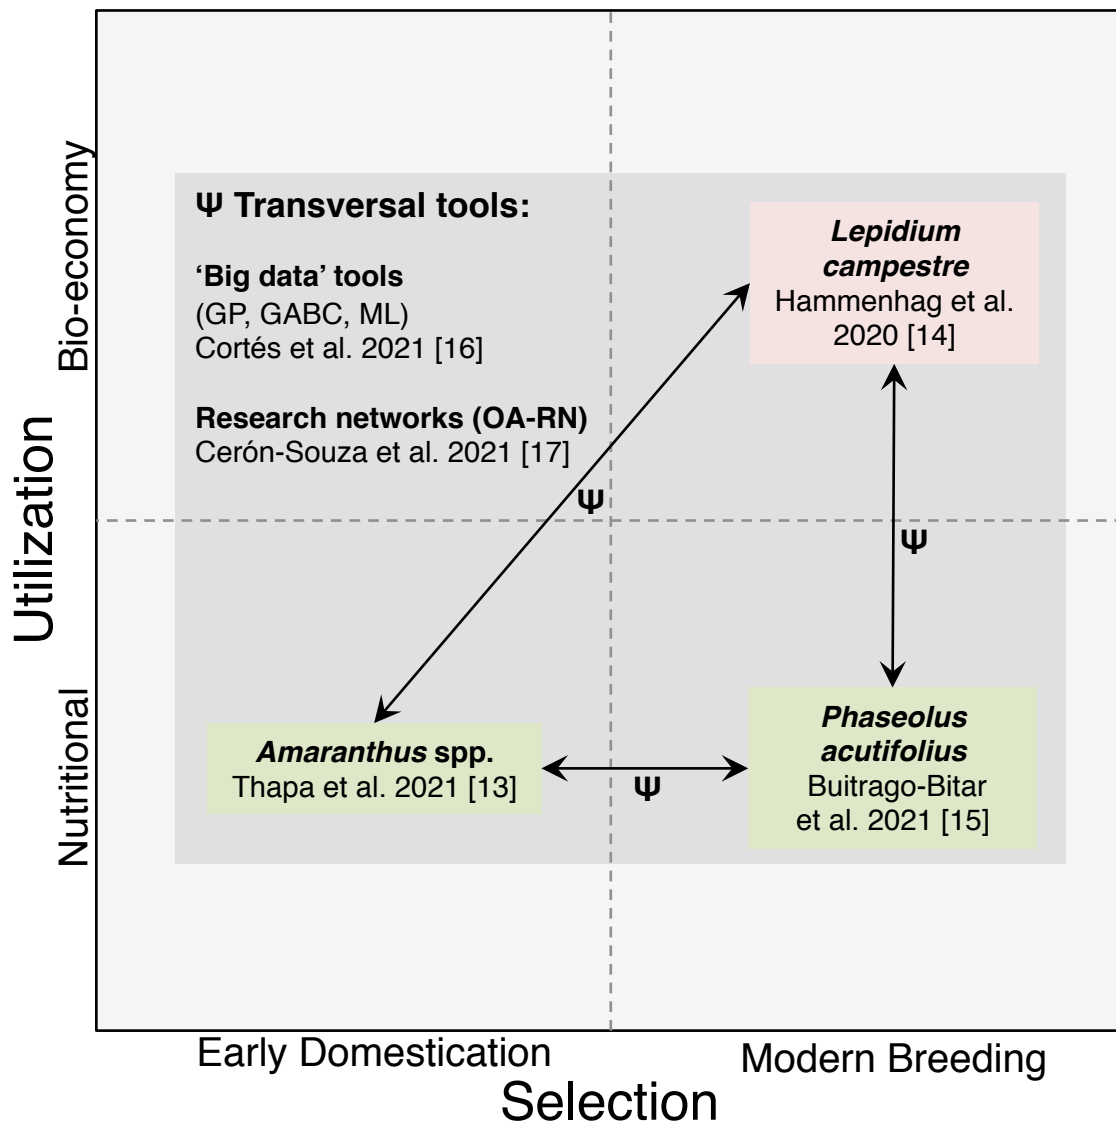 Ψ Transversal tools:
‘Big data’ tools
(GP, GABC, ML)
Cortés et al. 2021 [16]
Research networks (OA-RN)
Cerón-Souza et al. 2021 [17]
Lepidium
campestre
Hammenhag et al.
2020 [14]
Ψ
Ψ
Amaranthus spp.
Thapa et al. 2021 [13]
Ψ
Phaseolus
acutifolius
Buitrago-Bitar
et al. 2021 [15]
Utilization
Bio-economy
Nutritional
Early Domestication
Modern Breeding
Selection